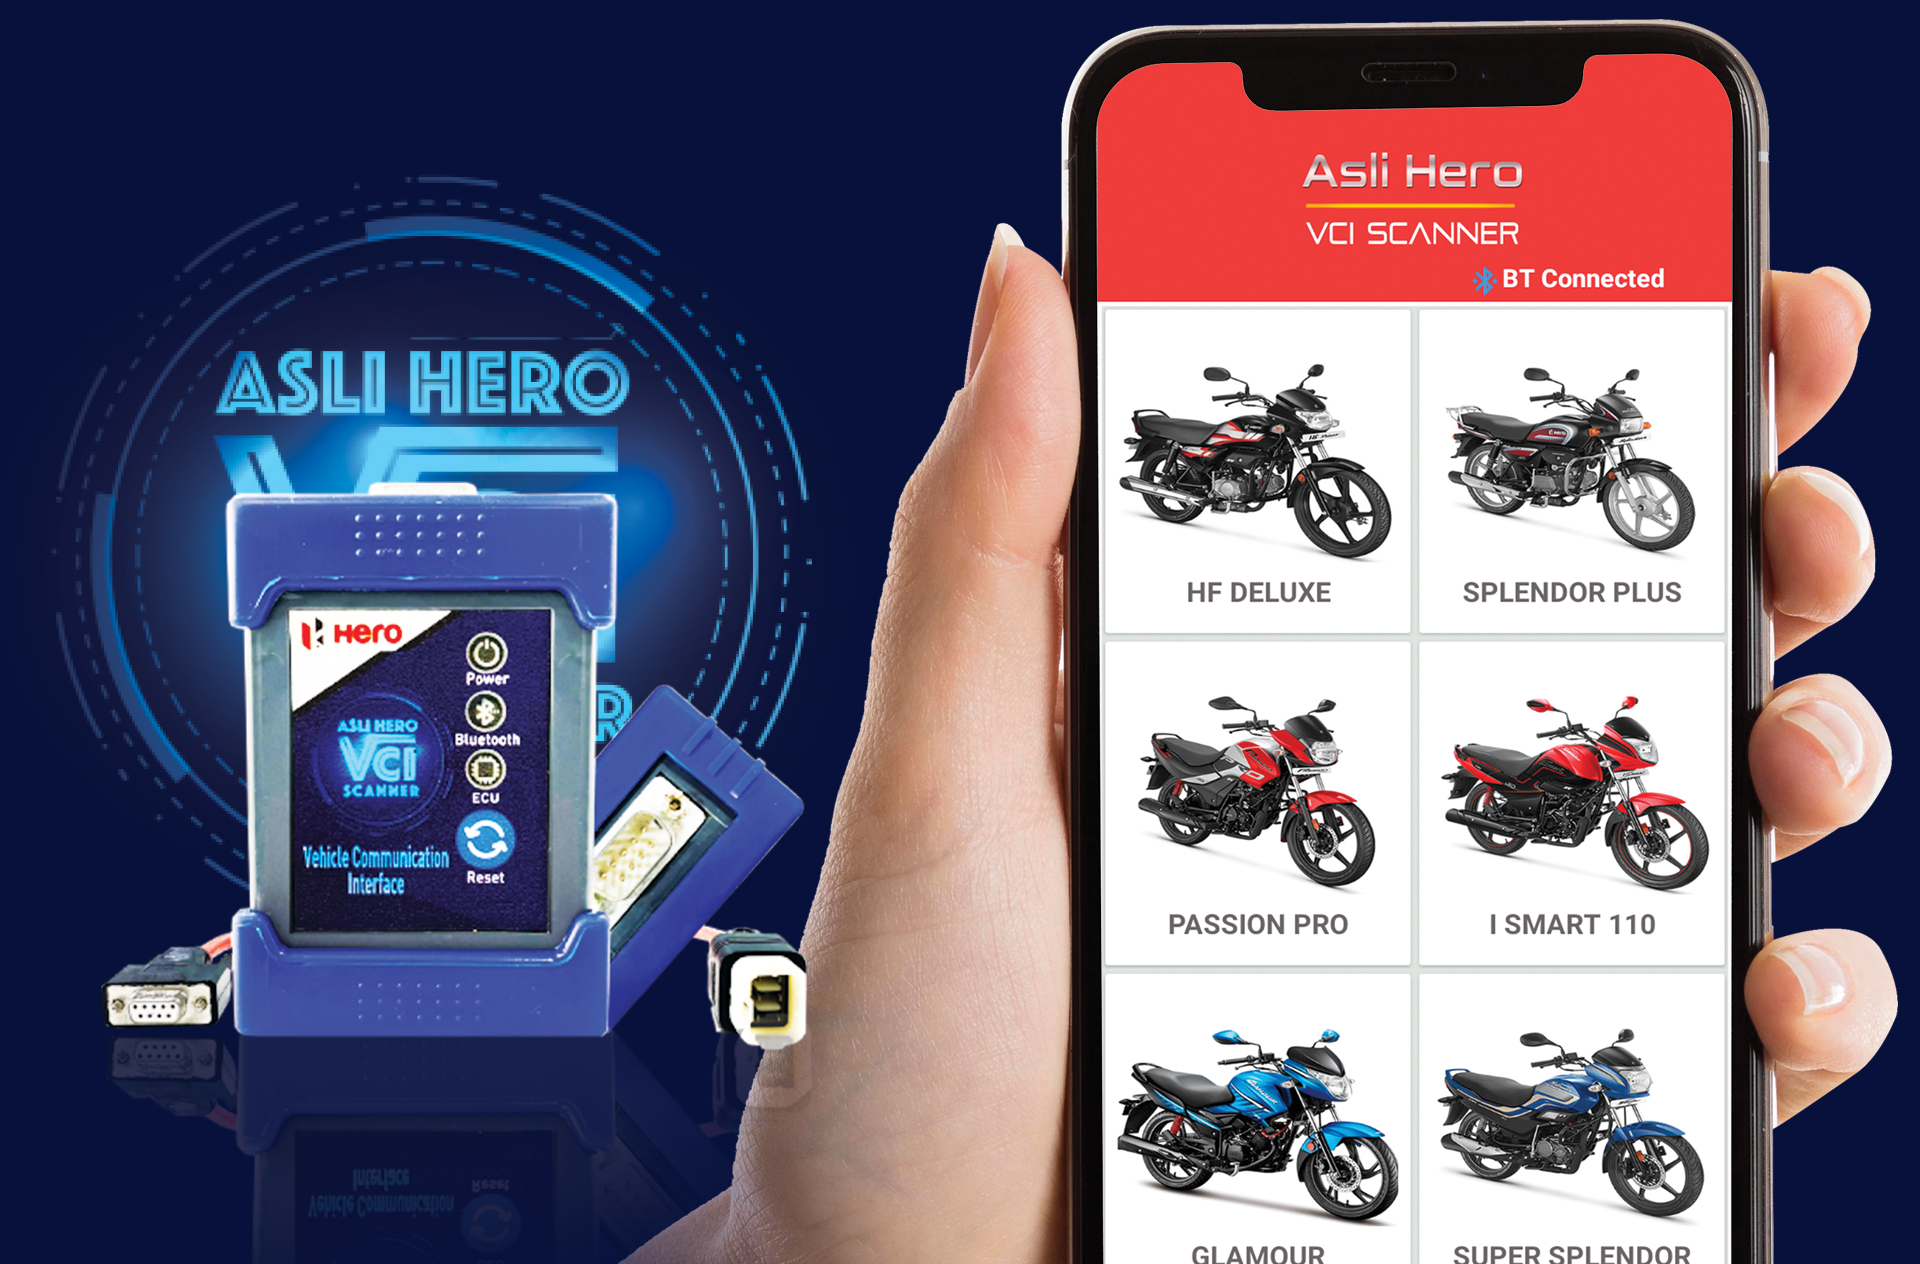 ASLI HERO
Hero
Power
Bluetooth
ECU
Reset
ASLI HERO
VCI
SCANNER
Vehicle Communication
Interface
Asli Hero
VCI SCANNER
BT Connected
HF DELUXE
SPLENDOR PLUS
PASSION PRO
I SMART 110
GLAMOUR
SUPER SPLENDOR